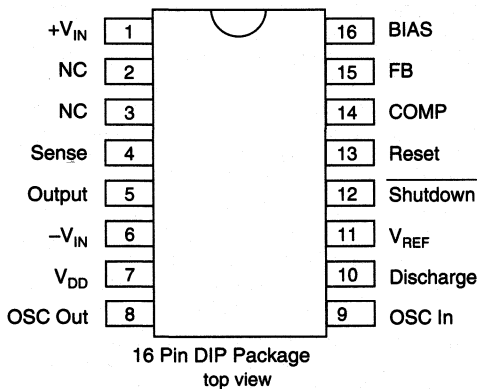 +VIN 1 16 BIAS
NC 2 15 FB
NC 3 14 COMP
Sense 4 13 Reset
Output 5 12 Shutdown
–VIN 6 11 VREF
VDD 7 10 Discharge
OSC Out 8 9 OSC In
16 Pin DIP Package
top view